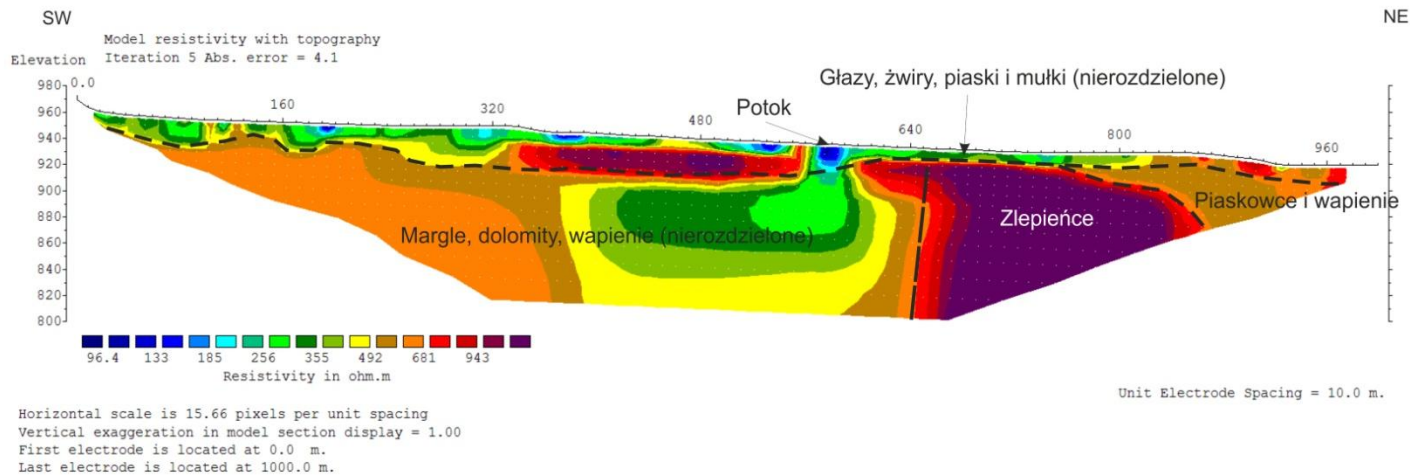 SW
NE
Model resistivity with topography
Iteration 5 Abs. error = 4.1
Elevation
980
960
940
920
900
880
860
840
820
800
0.0
160
320
480
640
800
960
Głazy, żwiry, piaski i mułki (nierozdzielone)
Potok
Margle, dolomity, wapienie (nierozdzielone)
Zlepieńce
Piaskowce i wapienie
96.4 133 185 256 355 492 681 943
Resistivity in ohm.m
Unit Electrode Spacing = 10.0 m.
Horizontal scale is 15.66 pixels per unit spacing
Vertical exaggeration in model section display = 1.00
First electrode is located at 0.0 m.
Last electrode is located at 1000.0 m.